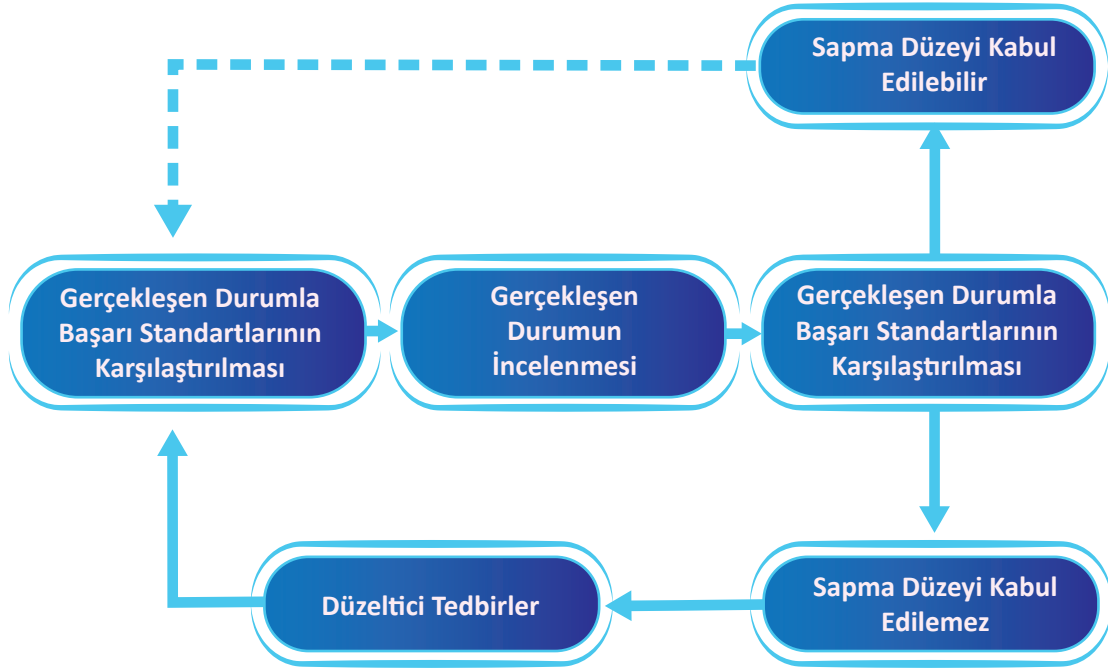 Sapma Düzeyi Kabul
Edilebilir
Gerçekleşen Durumla
Başarı Standartlarının
Karşılaştırılması
Gerçekleşen
Durumun
İncelenmesi
Gerçekleşen Durumla
Başarı Standartlarının
Karşılaştırılması
Düzeltici Tedbirler
Sapma Düzeyi Kabul
Edilemez